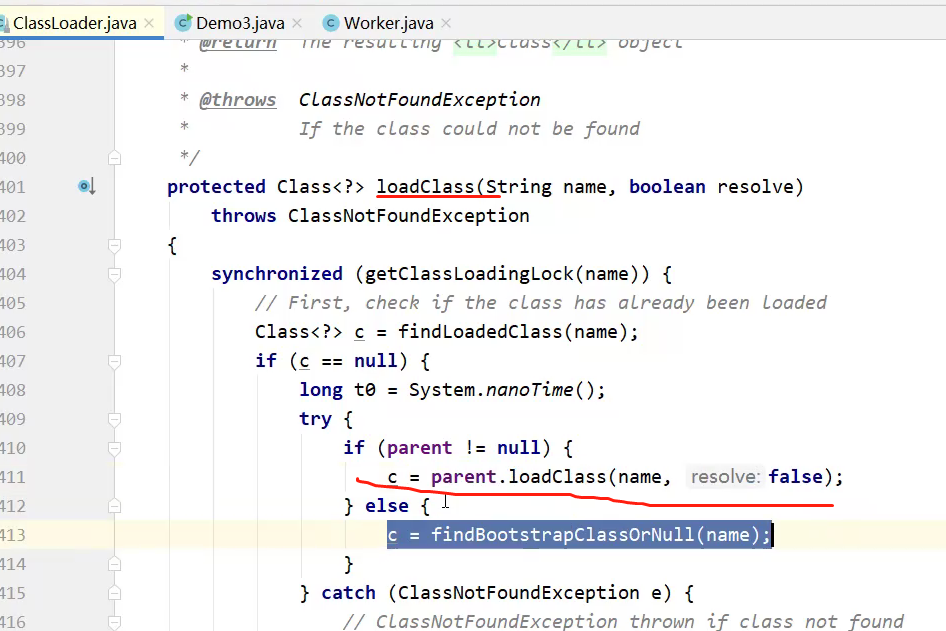 ClassLoader.java × Demo3.java × Worker.java ×
396 * @return The resulting <tt>Class</tt> object
397 *
398 * @throws ClassNotFoundException
399 * If the class could not be found
400 */
401 protected Class<?> loadClass(String name, boolean resolve)
402 throws ClassNotFoundException
403 {
404 synchronized (getClassLoadingLock(name)) {
405 // First, check if the class has already been loaded
406 Class<?> c = findLoadedClass(name);
407 if (c == null) {
408 long t0 = System.nanoTime();
409 try {
410 if (parent != null) {
411 c = parent.loadClass(name, resolve: false);
412 } else {
413 c = findBootstrapClassOrNull(name);
414 }
415 } catch (ClassNotFoundException e) {
416 // ClassNotFoundException thrown if class not found